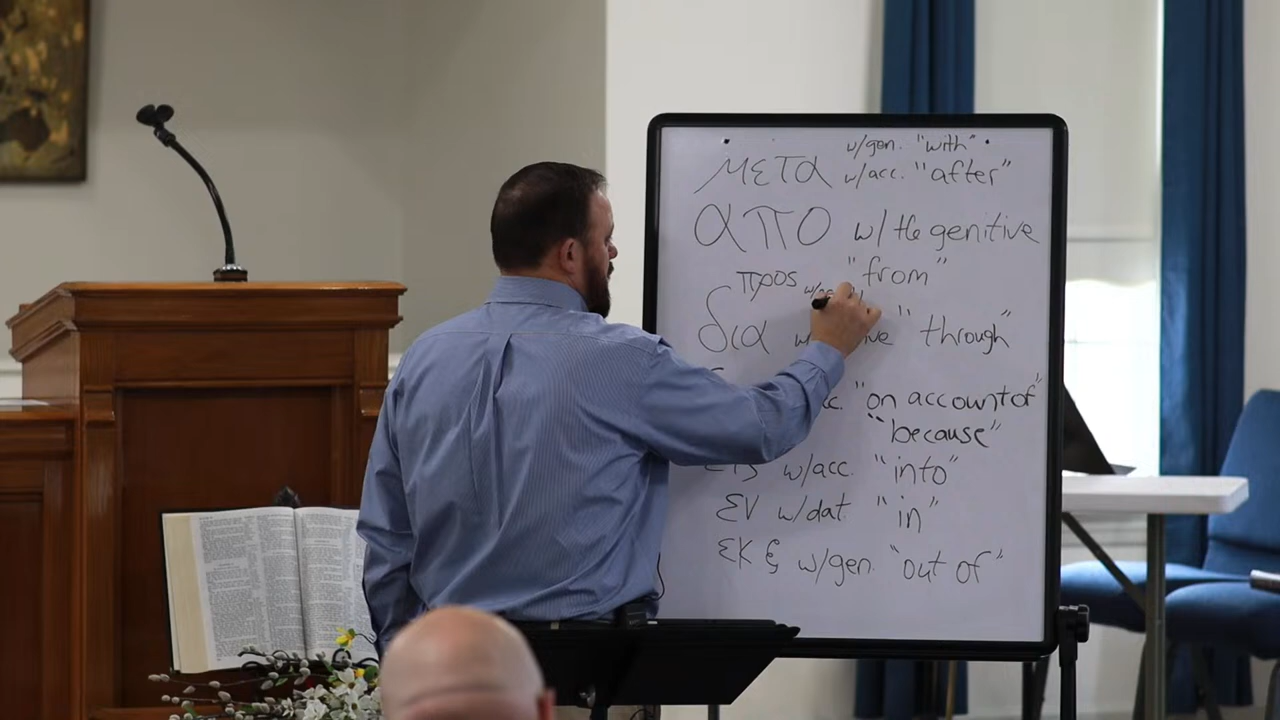 w/gen. "with"
μετα w/acc. "after"
απο w/ the genitive
"from"
προς
δια "through"
"on account of"
"because"
εις w/acc. "into"
εν w/dat. "in"
εκ ξ w/gen. "out of"